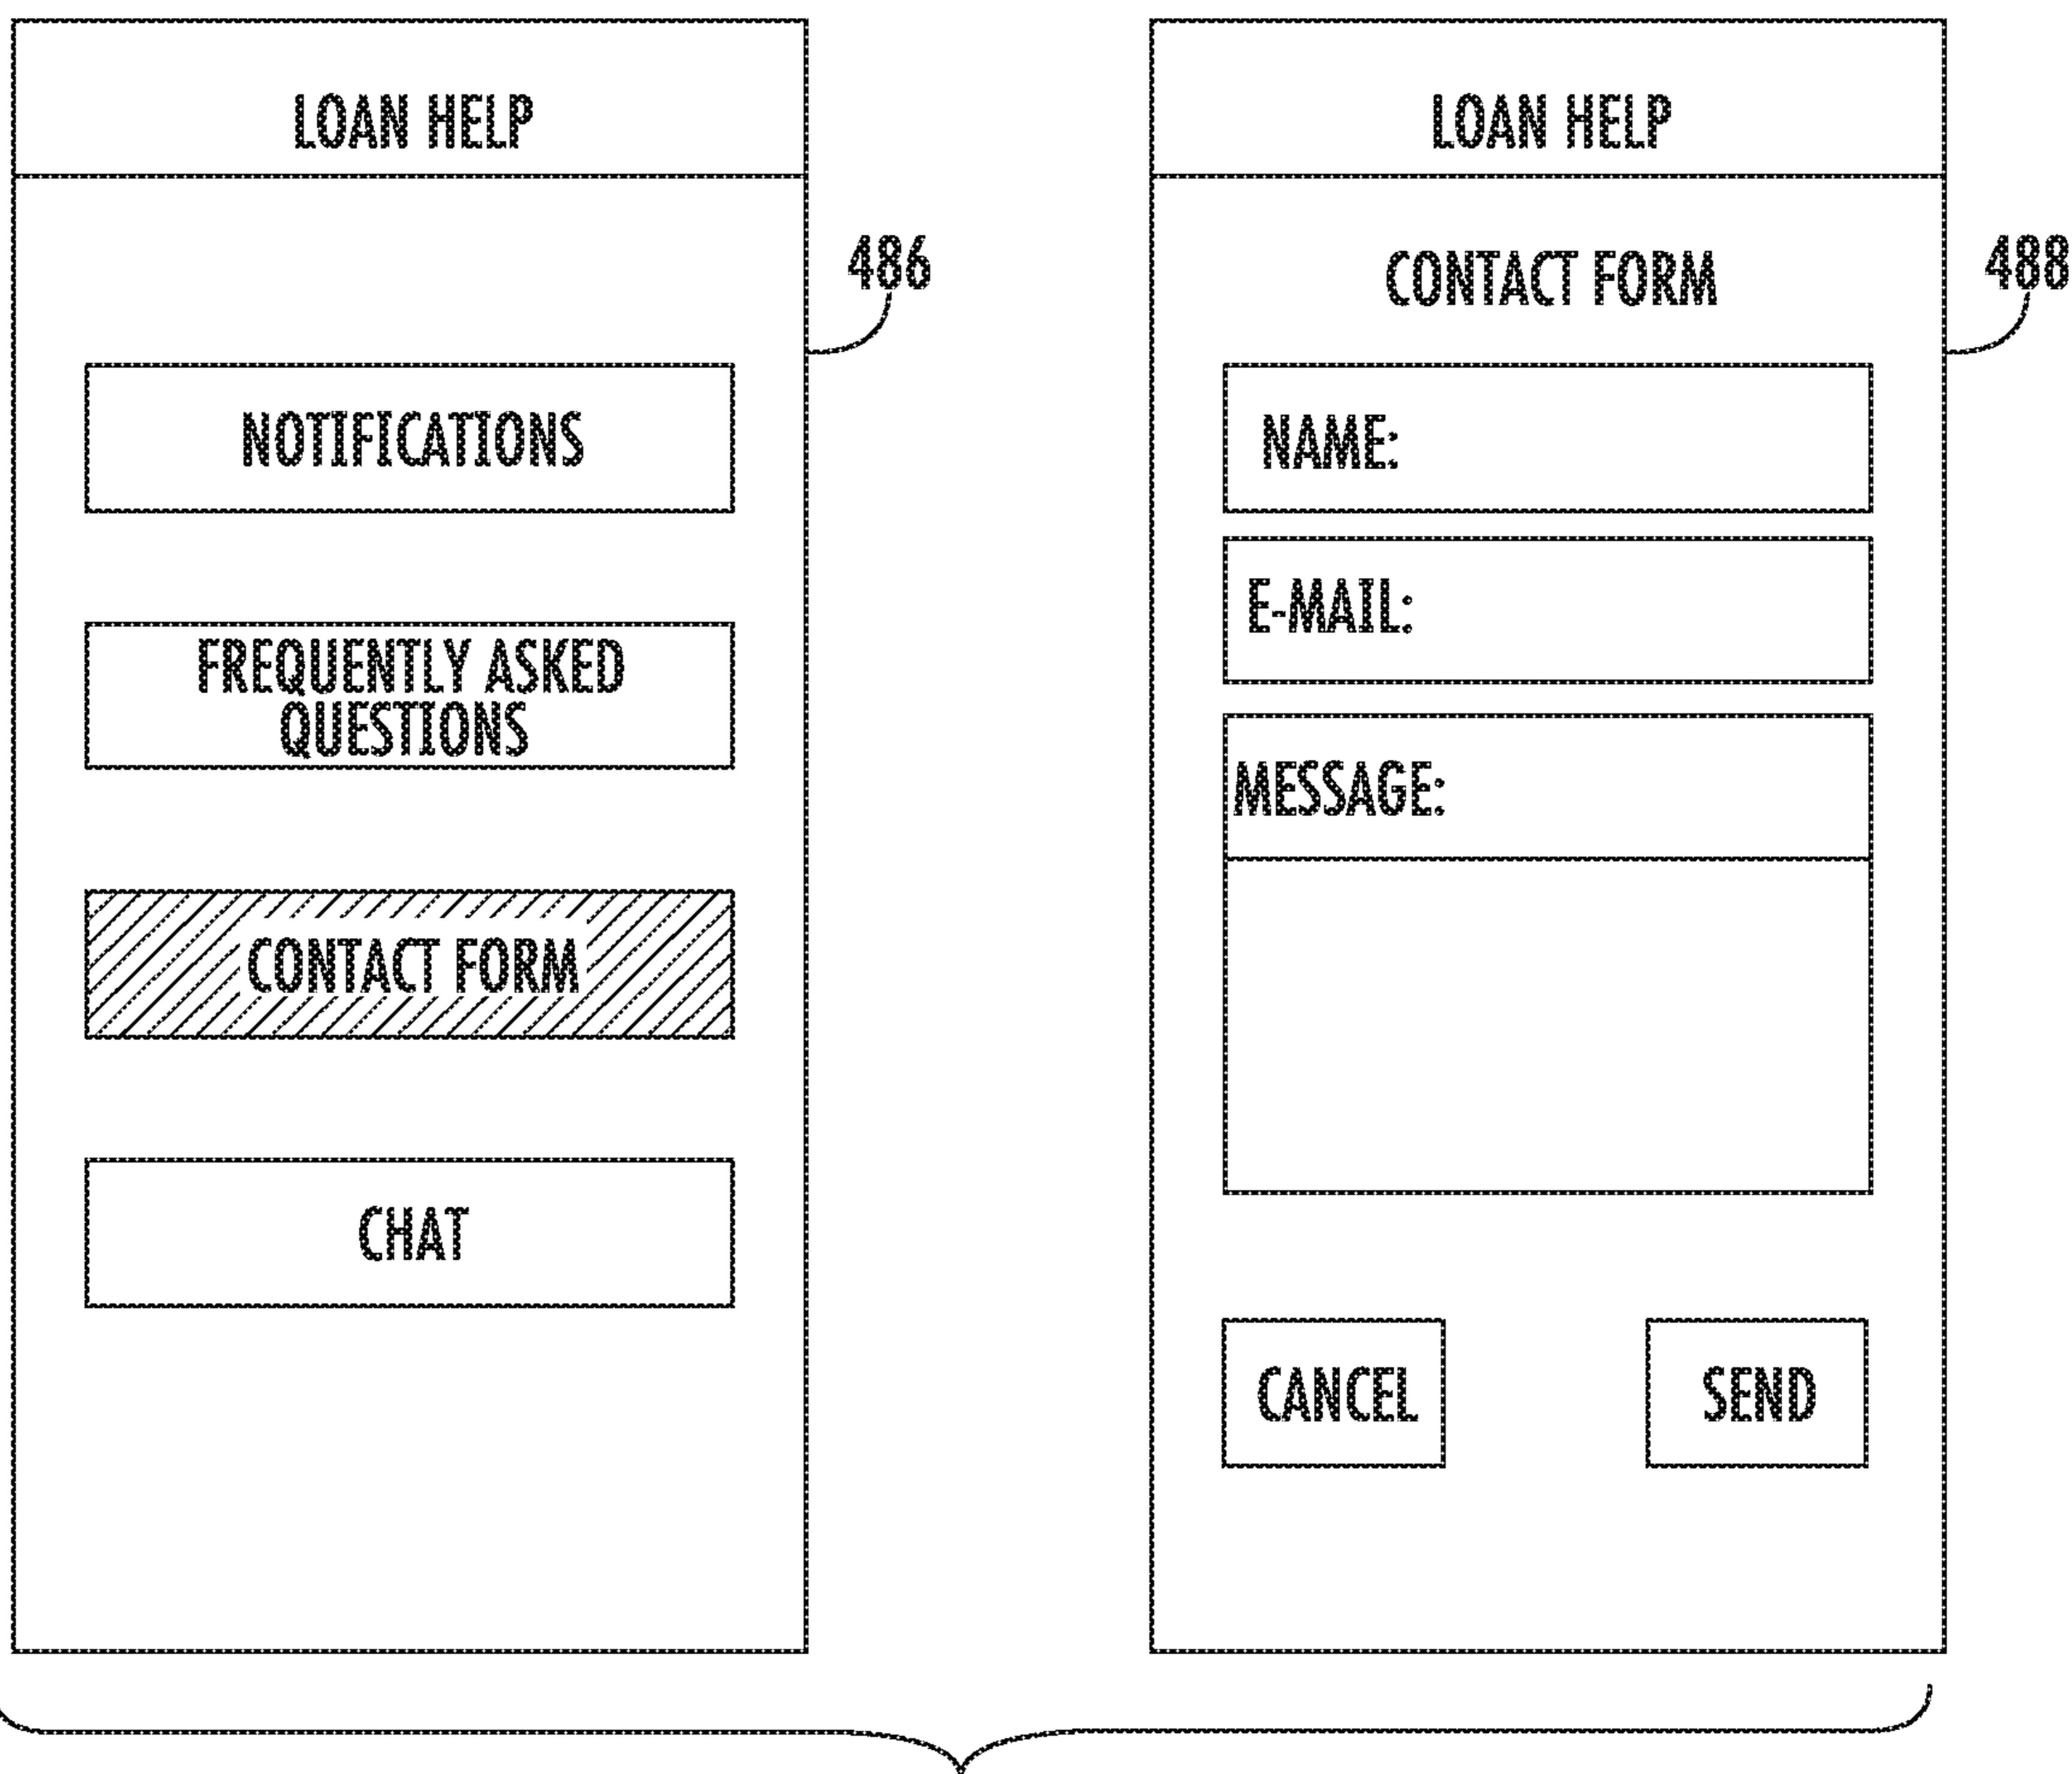 LOAN HELP
486
NOTIFICATIONS
FREQUENTLY ASKED
QUESTIONS
CONTACT FORM
CHAT
LOAN HELP
488
CONTACT FORM
NAME:
E-MAIL:
MESSAGE:
CANCEL
SEND